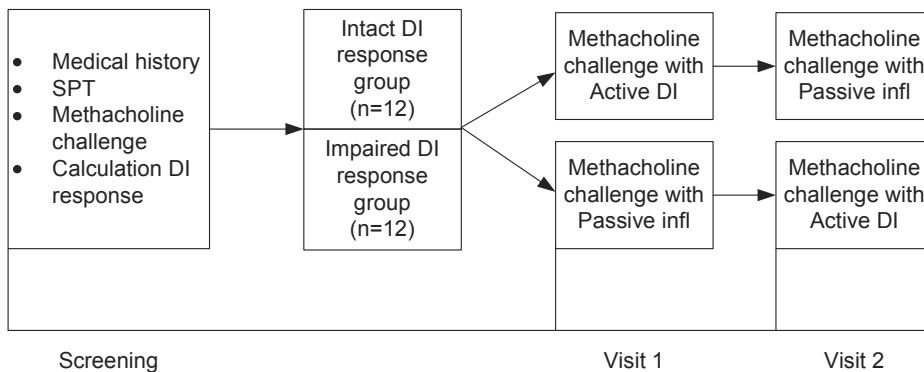 • Medical history
• SPT
• Methacholine
challenge
• Calculation DI
response
Intact DI
response
group
(n=12)
Impaired DI
response
group
(n=12)
Methacholine
challenge with
Active DI
Methacholine
challenge with
Passive infl
Methacholine
challenge with
Passive infl
Methacholine
challenge with
Active DI
Screening
Visit 1
Visit 2